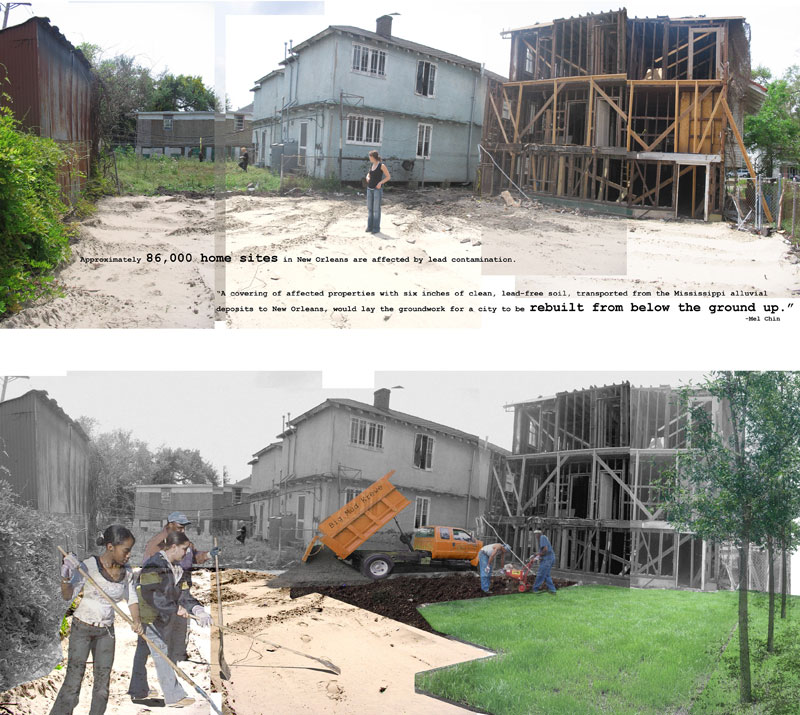 Approximately 86,000 home sites in New Orleans are affected by lead contamination.
“A covering of affected properties with six inches of clean, lead-free soil, transported from the Mississippi alluvial
deposits to New Orleans, would lay the groundwork for a city to be rebuilt from below the ground up.”
-Mel Chin